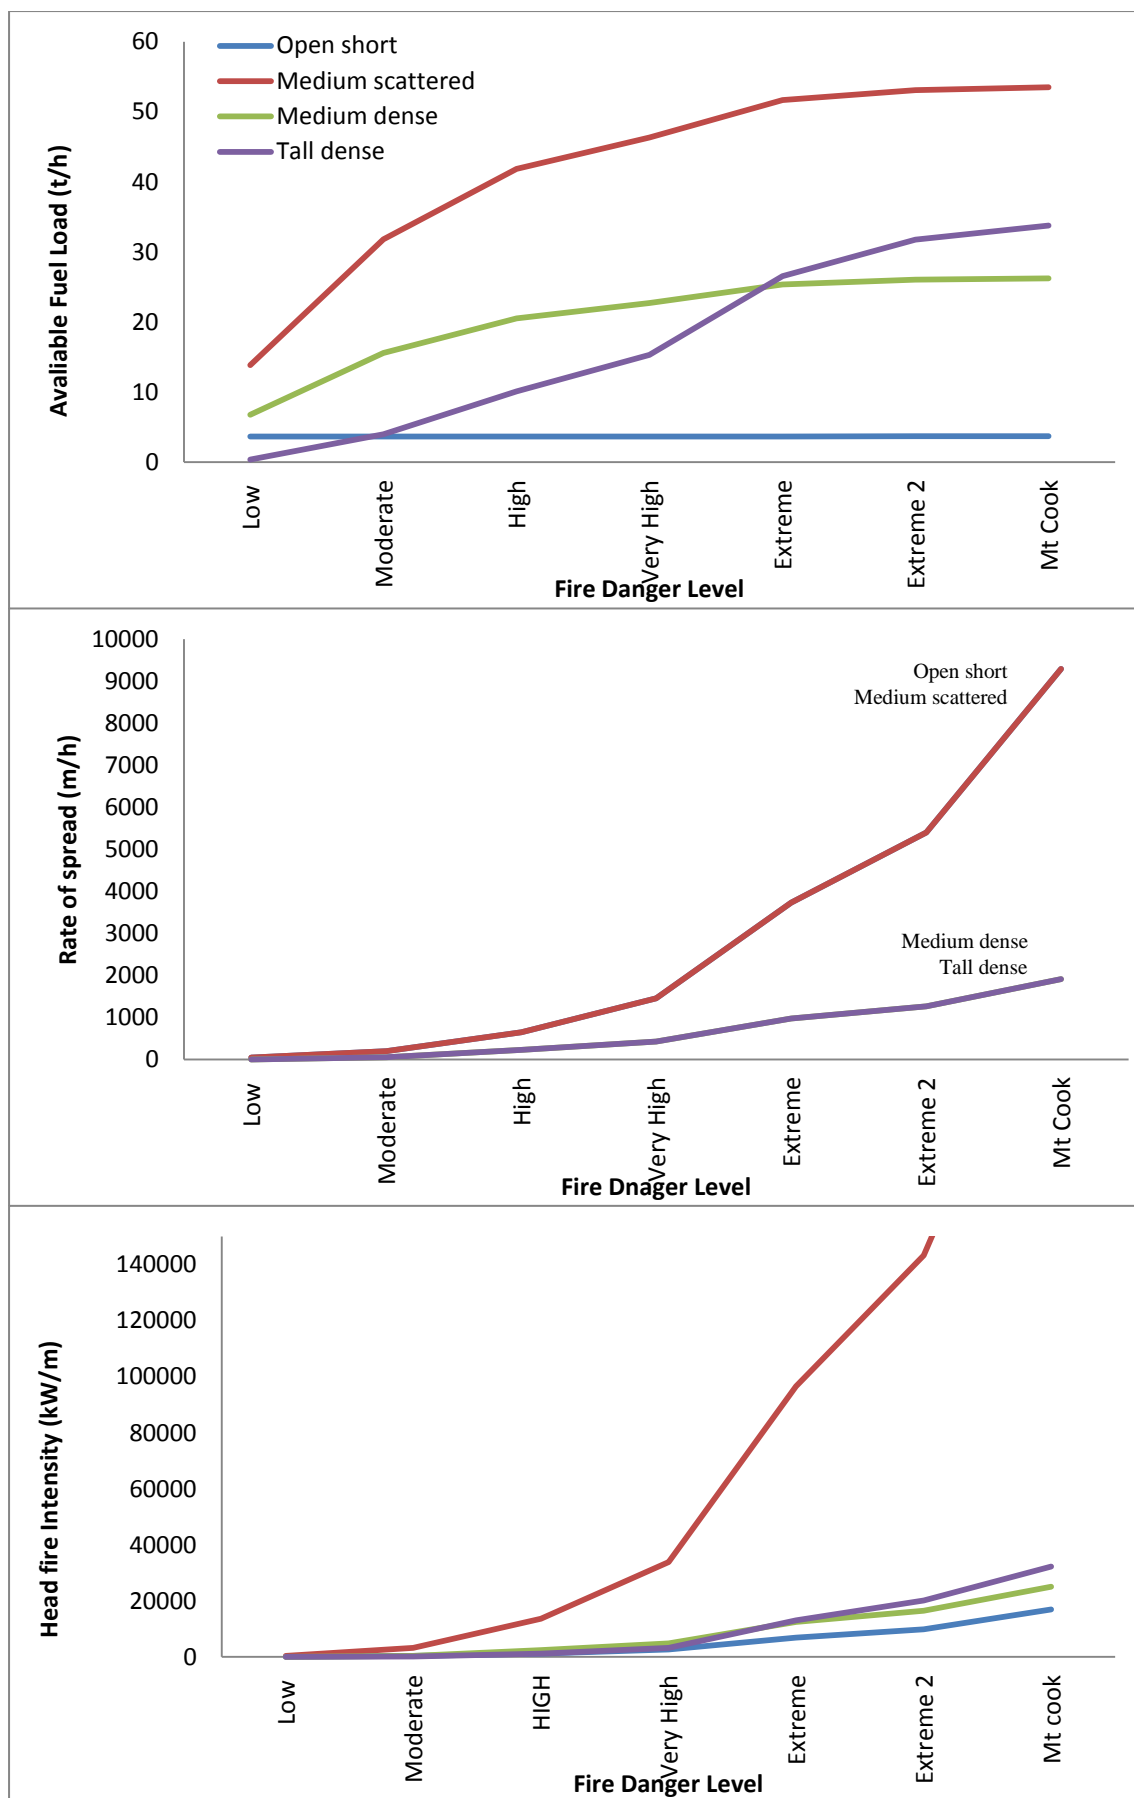 60
50
40
30
20
10
0
Avaliable Fuel Load (t/h)
Open short
Medium scattered
Medium dense
Tall dense
Low
Moderate
High
Very High
Extreme
Extreme 2
Mt Cook
Fire Danger Level
10000
9000
8000
7000
6000
5000
4000
3000
2000
1000
0
Rate of spread (m/h)
Open short
Medium scattered
Medium dense
Tall dense
Low
Moderate
High
Very High
Extreme
Extreme 2
Mt Cook
Fire Dnager Level
140000
120000
100000
80000
60000
40000
20000
0
Head fire Intensity (kW/m)
Low
Moderate
HIGH
Very High
Extreme
Extreme 2
Mt cook
Fire Danger Level